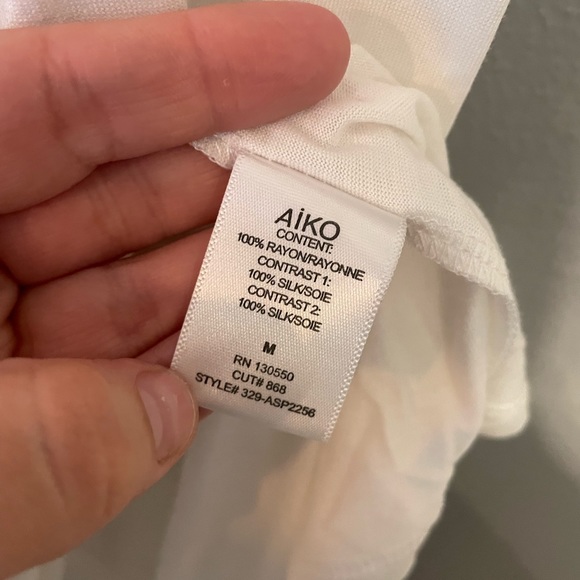 AiKO
CONTENT:
100% RAYON/RAYONNE
CONTRAST 1:
100% SILK/SOIE
CONTRAST 2:
100% SILK/SOIE
M
RN 130550
CUT# 868
STYLE# 329-ASP2256